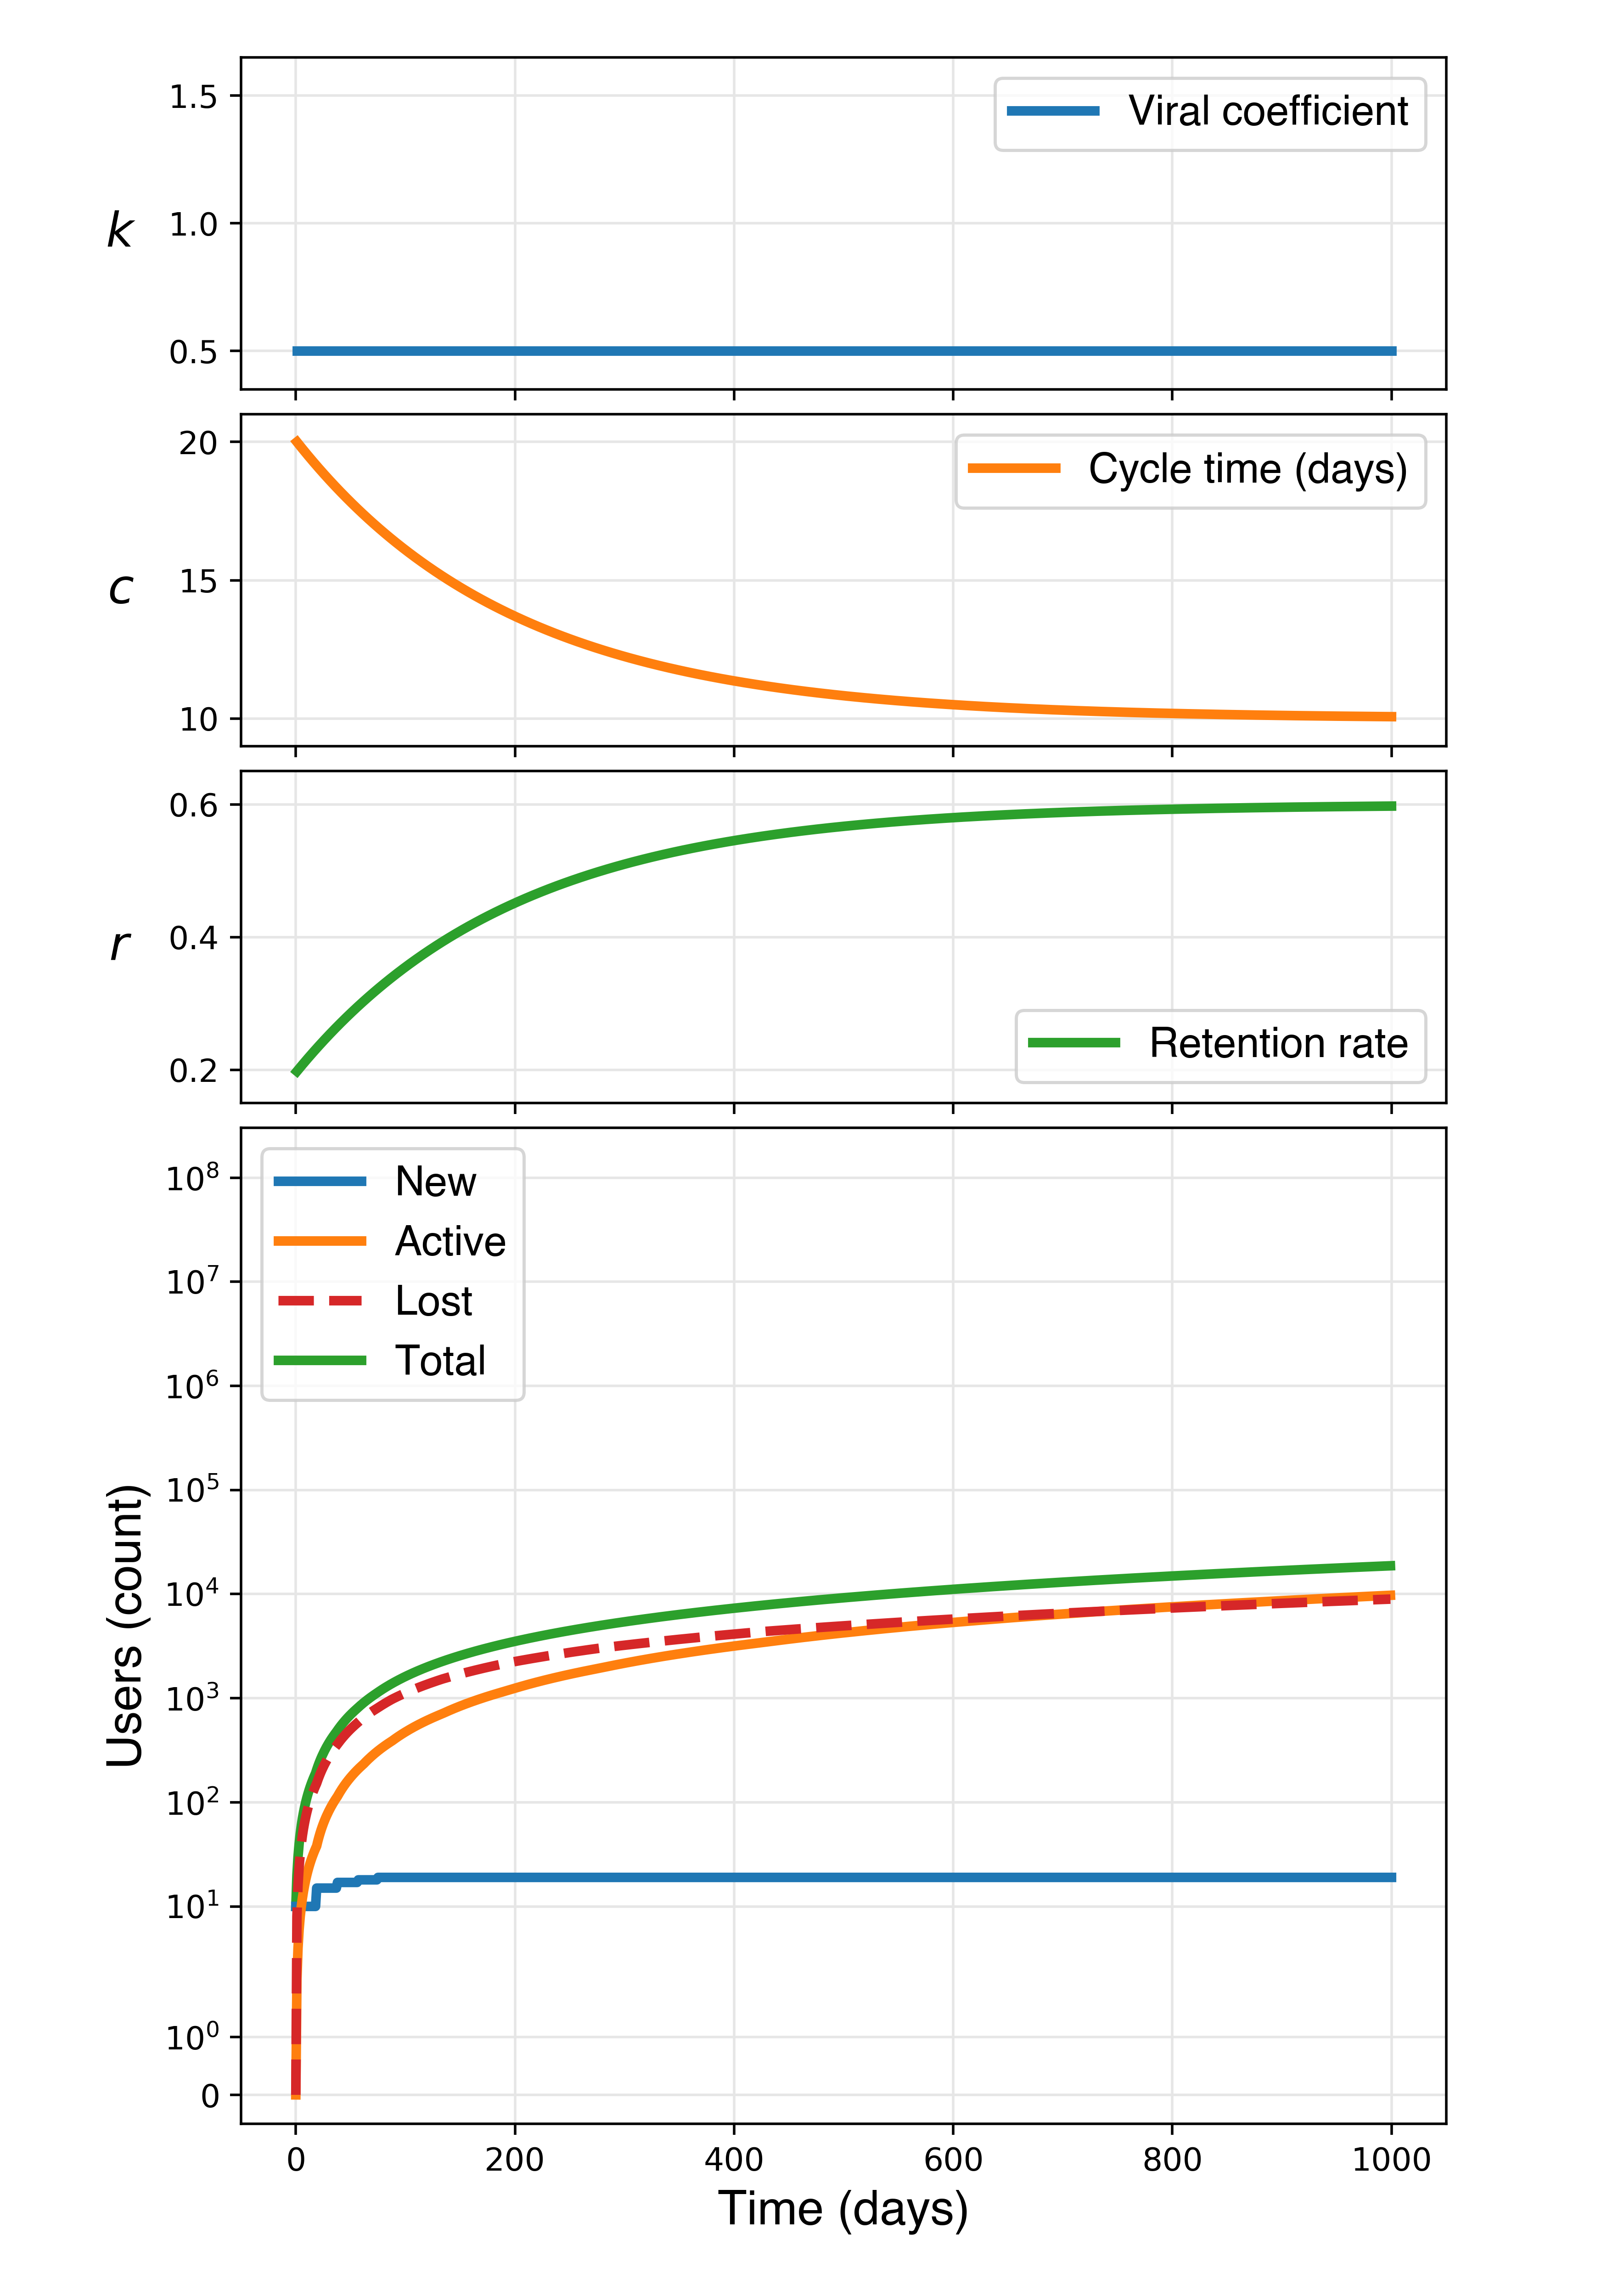 k
1.5
1.0
0.5
Viral coefficient
c
20
15
10
Cycle time (days)
r
0.6
0.4
0.2
Retention rate
Users (count)
10⁸
10⁷
10⁶
10⁵
10⁴
10³
10²
10¹
10⁰
0
New
Active
Lost
Total
0 200 400 600 800 1000
Time (days)